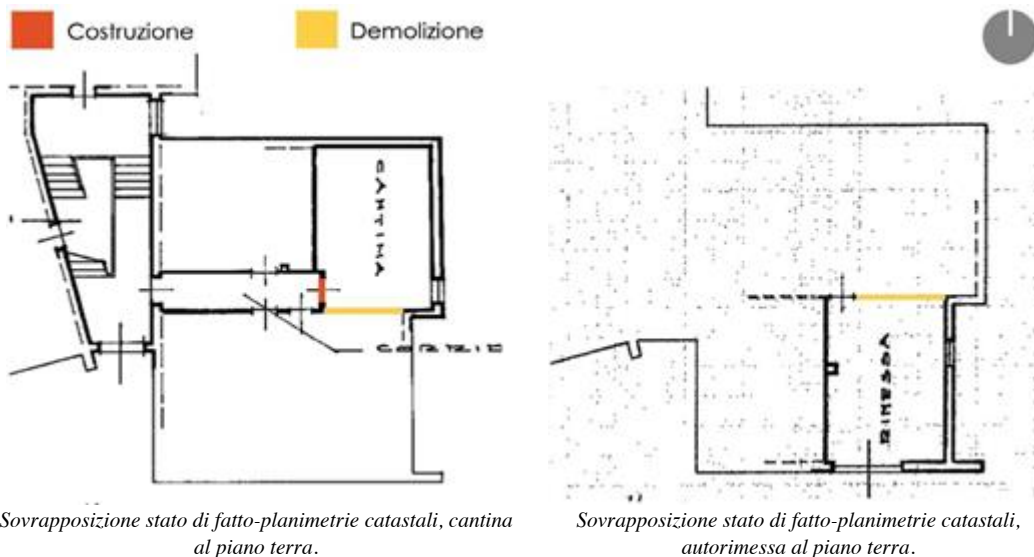 Costruzione
Demolizione
CANTINA
RIMESSA
Sovrapposizione stato di fatto-planimetrie catastali, cantina
al piano terra.
Sovrapposizione stato di fatto-planimetrie catastali,
autorimessa al piano terra.